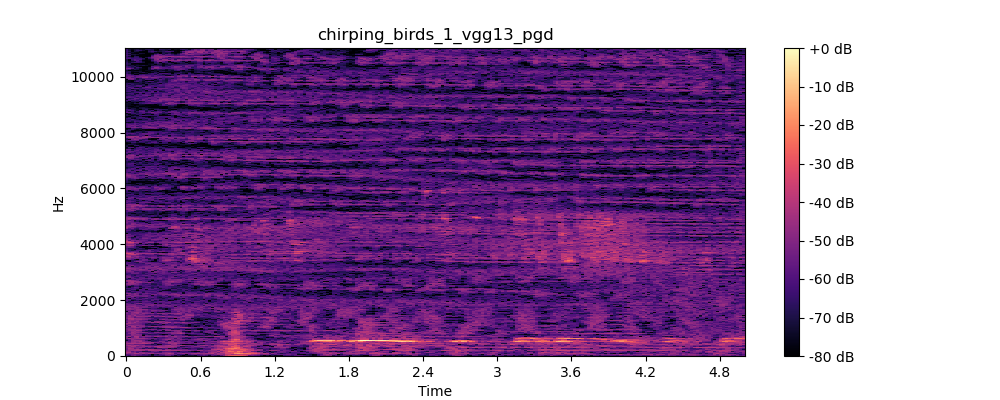 chirping_birds_1_vgg13_pgd
Hz
10000
8000
6000
4000
2000
0
0 0.6 1.2 1.8 2.4 3 3.6 4.2 4.8
Time
+0 dB
-10 dB
-20 dB
-30 dB
-40 dB
-50 dB
-60 dB
-70 dB
-80 dB